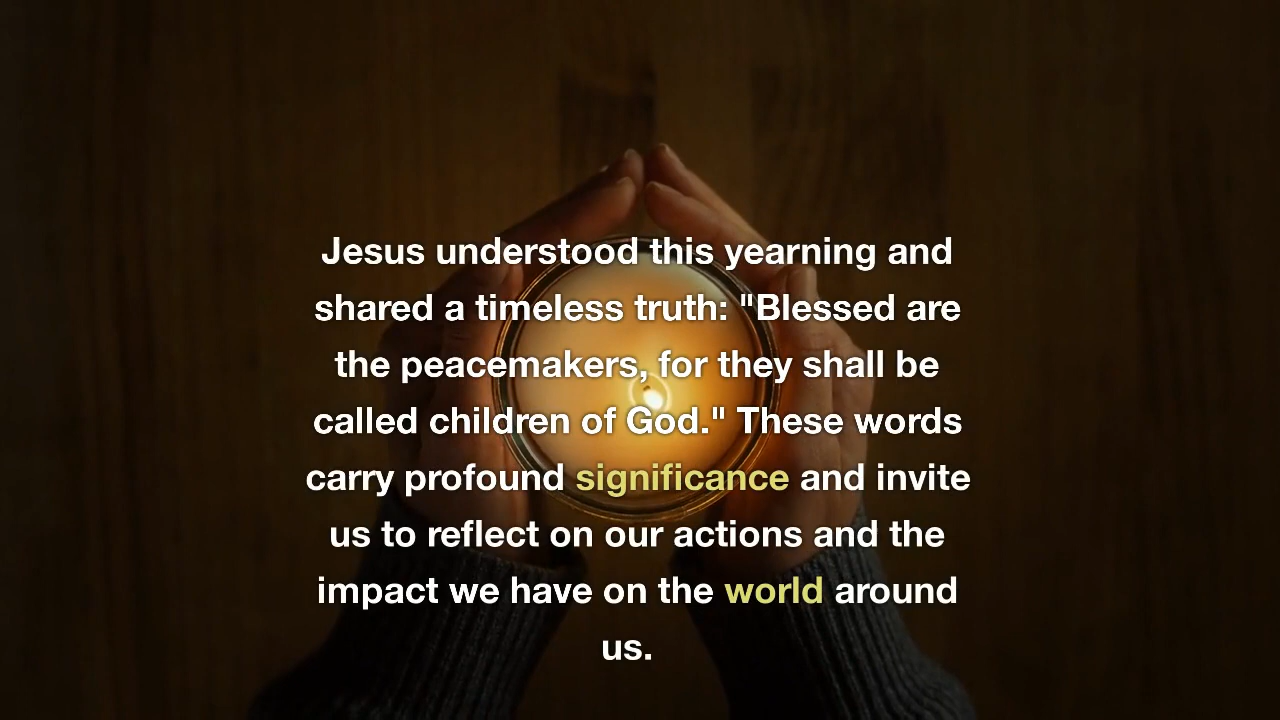 Jesus understood this yearning and
shared a timeless truth: "Blessed are
the peacemakers, for they shall be
called children of God." These words
carry profound significance and invite
us to reflect on our actions and the
impact we have on the world around
us.